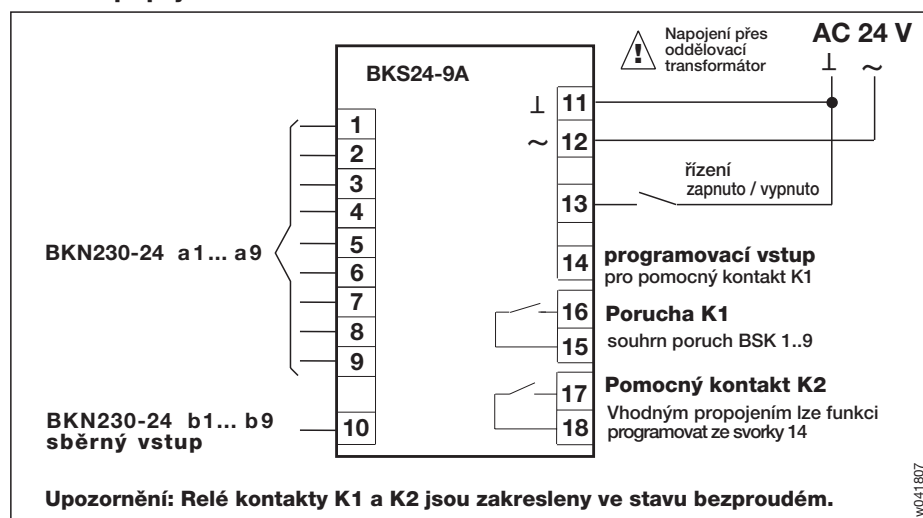 AC 24 V
Napojení přes
oddělovací
transformátor
⊥ ~
BKS24-9A
⊥ 11
~ 12
řízení
zapnuto / vypnuto
13
1
2
3
4
5
6
7
8
9
10
BKN230-24 a1... a9
BKN230-24 b1... b9
sběrný vstup
14
programovací vstup
pro pomocný kontakt K1
16
Porucha K1
15
souhrn poruch BSK 1..9
17
Pomocný kontakt K2
18
Vhodným propojením lze funkci
programovat ze svorky 14
Upozornění: Relé kontakty K1 a K2 jsou zakresleny ve stavu bezproudém.
w041807